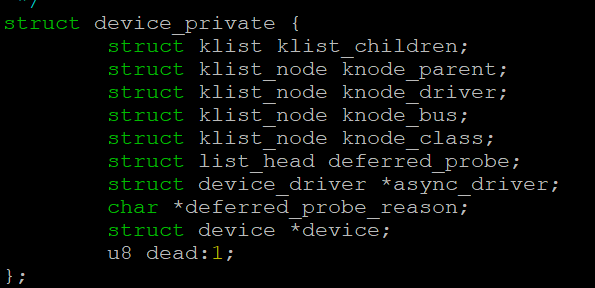 */
struct device_private {
struct klist klist_children;
struct klist_node knode_parent;
struct klist_node knode_driver;
struct klist_node knode_bus;
struct klist_node knode_class;
struct list_head deferred_probe;
struct device_driver *async_driver;
char *deferred_probe_reason;
struct device *device;
u8 dead:1;
};